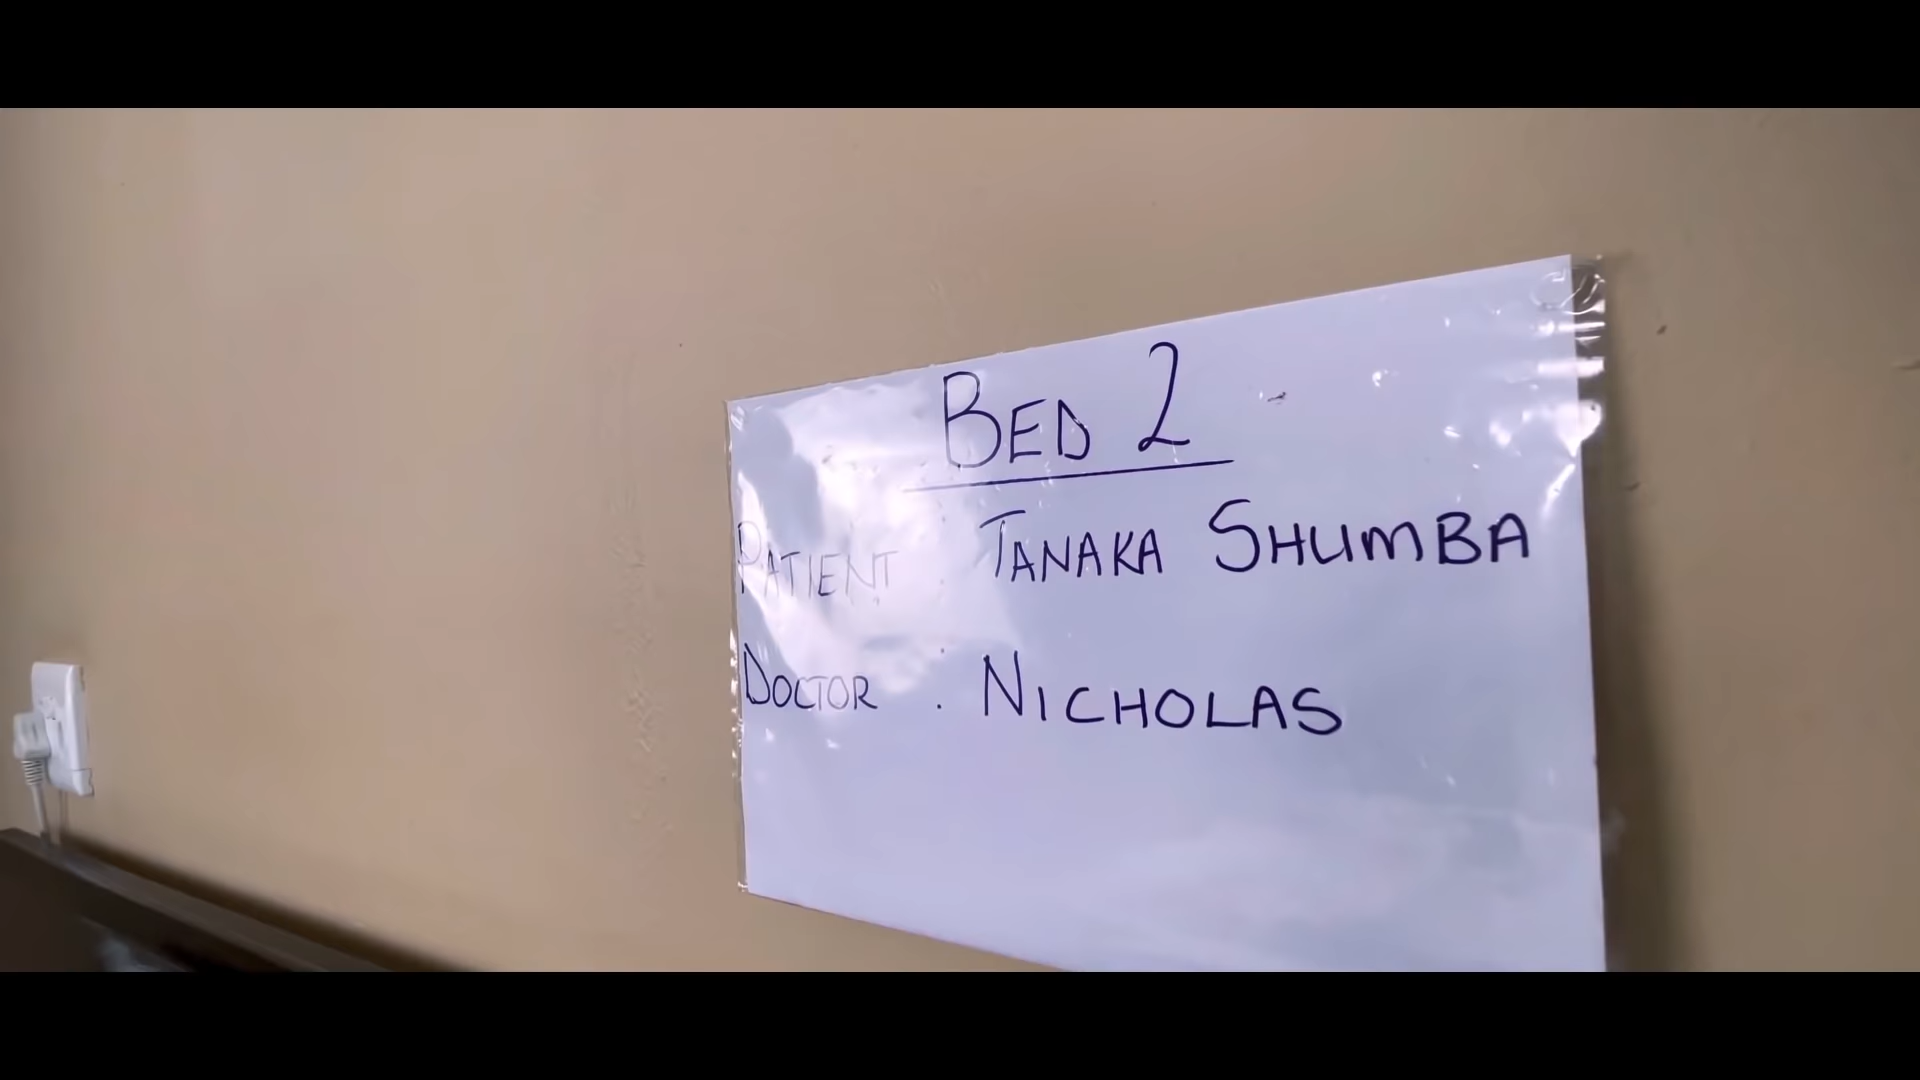 BED 2
PATIENT : TANAKA SHUMBA
DOCTOR : NICHOLAS